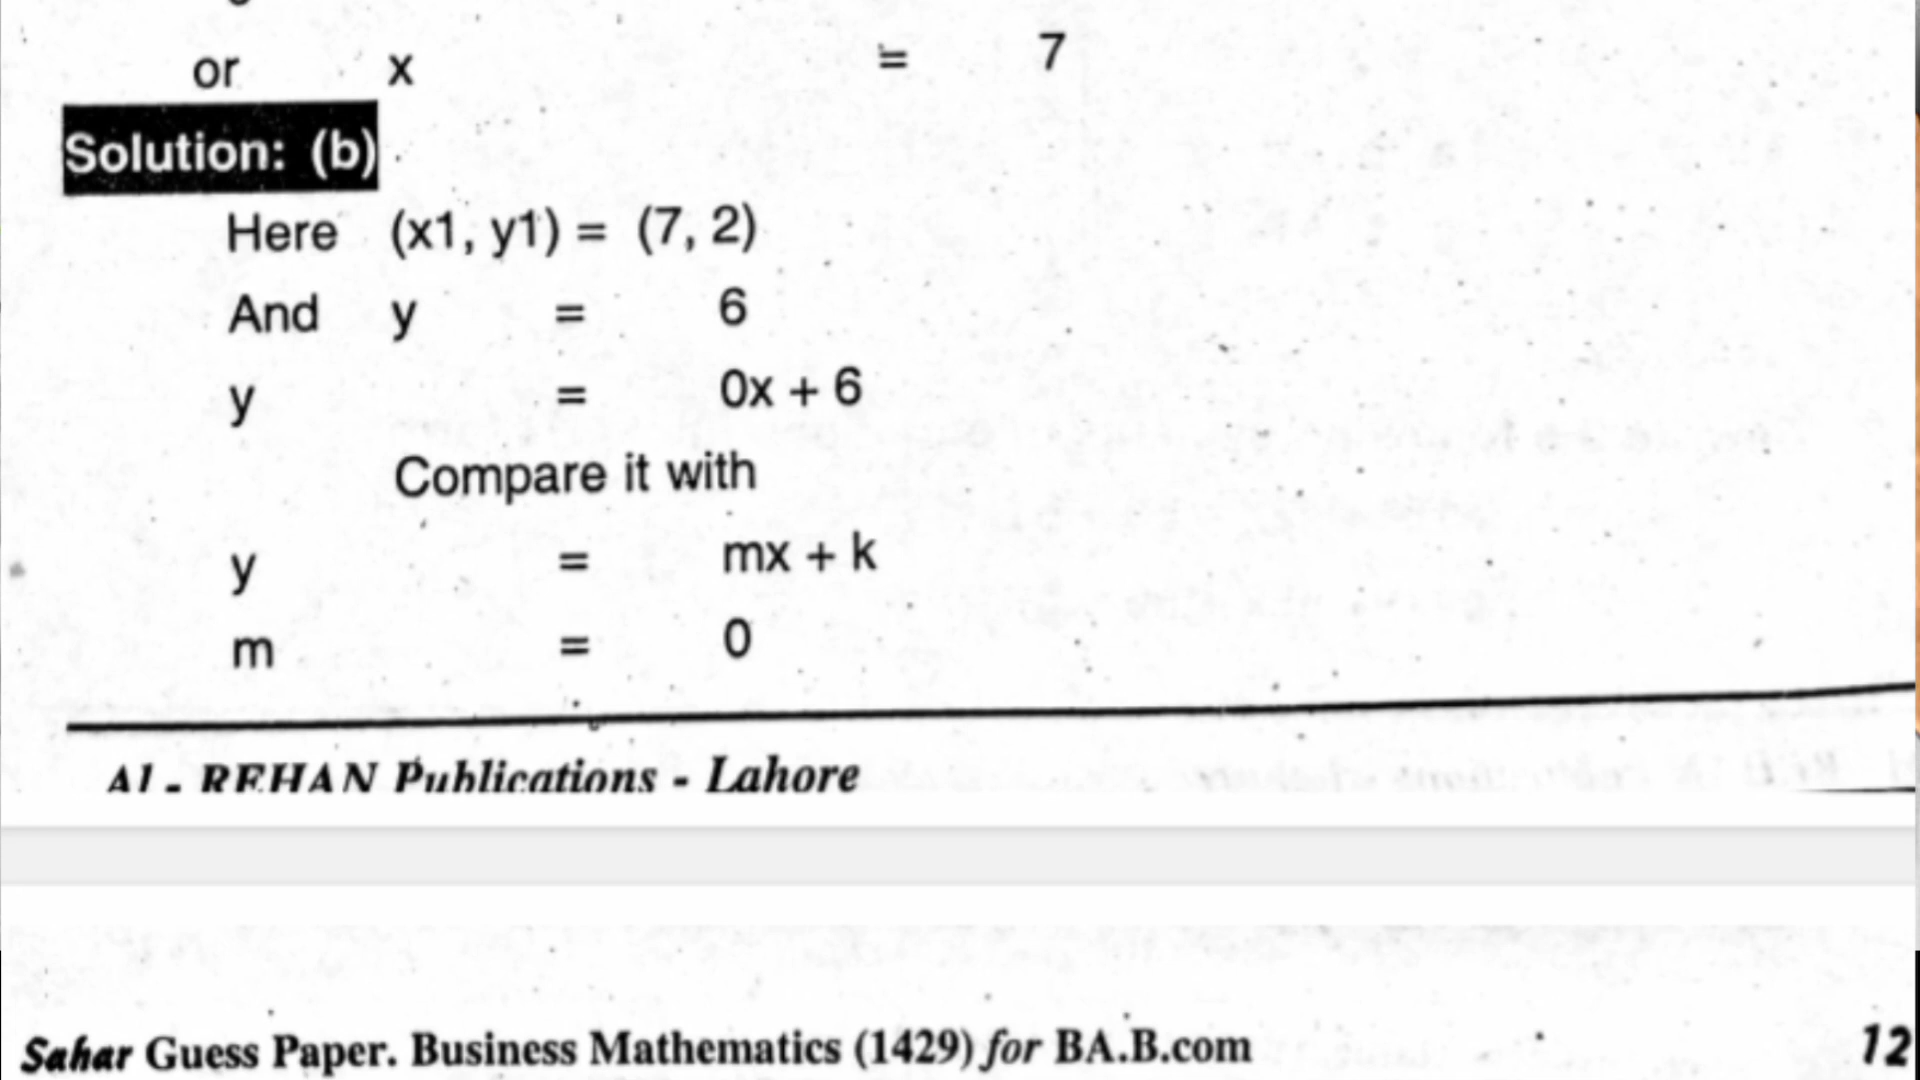 or x = 7
Solution: (b)
Here (x1, y1) = (7, 2)
And y = 6
y = 0x + 6
Compare it with
y = mx + k
m = 0
Al - REHAN Publications - Lahore
Sahar Guess Paper. Business Mathematics (1429) for BA.B.com 12